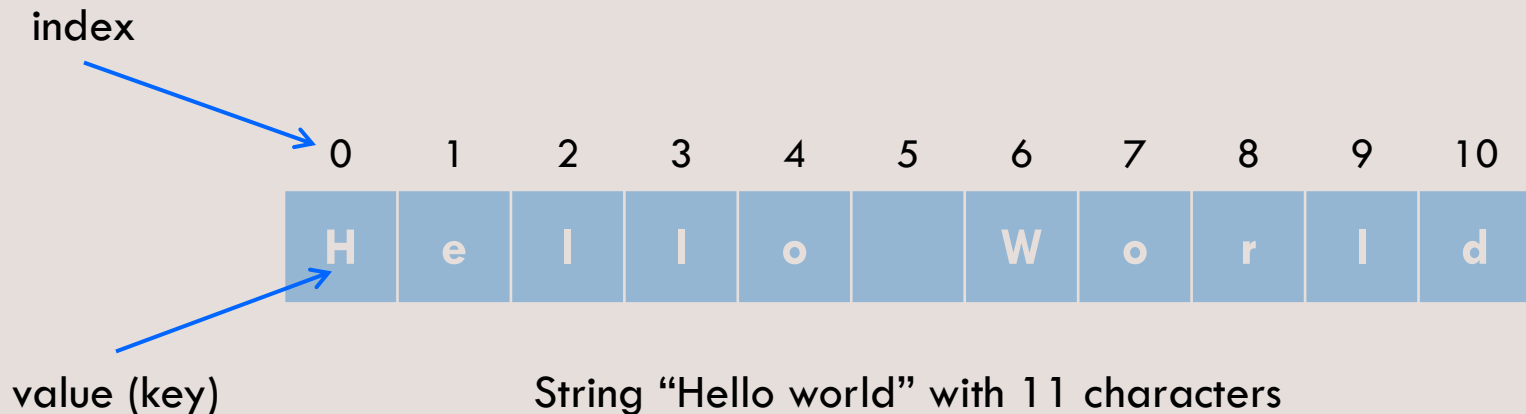 index
0 1 2 3 4 5 6 7 8 9 10
H e l l o W o r l d
value (key) String “Hello world” with 11 characters